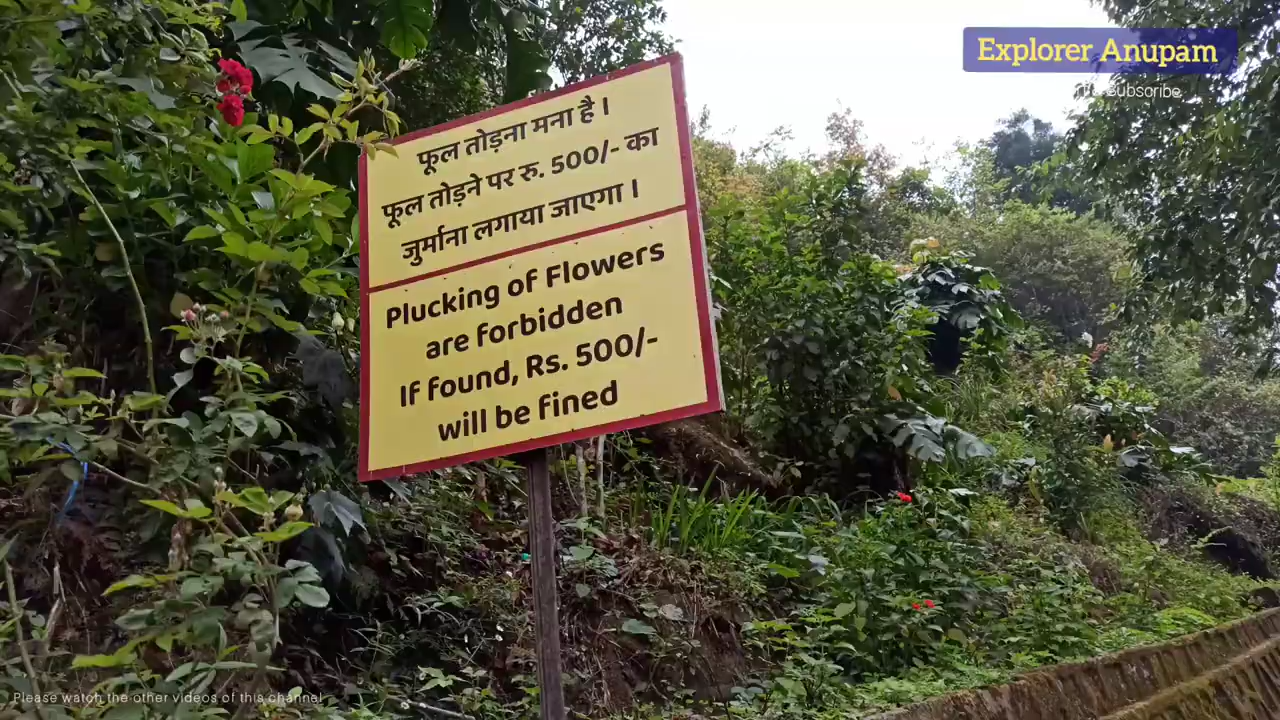 Explorer Anupam
Subscribe
फूल तोड़ना मना है ।
फूल तोड़ने पर रु. 500/- का
जुर्माना लगाया जाएगा ।
Plucking of Flowers
are forbidden
If found, Rs. 500/-
will be fined
Please watch the other videos of this channel